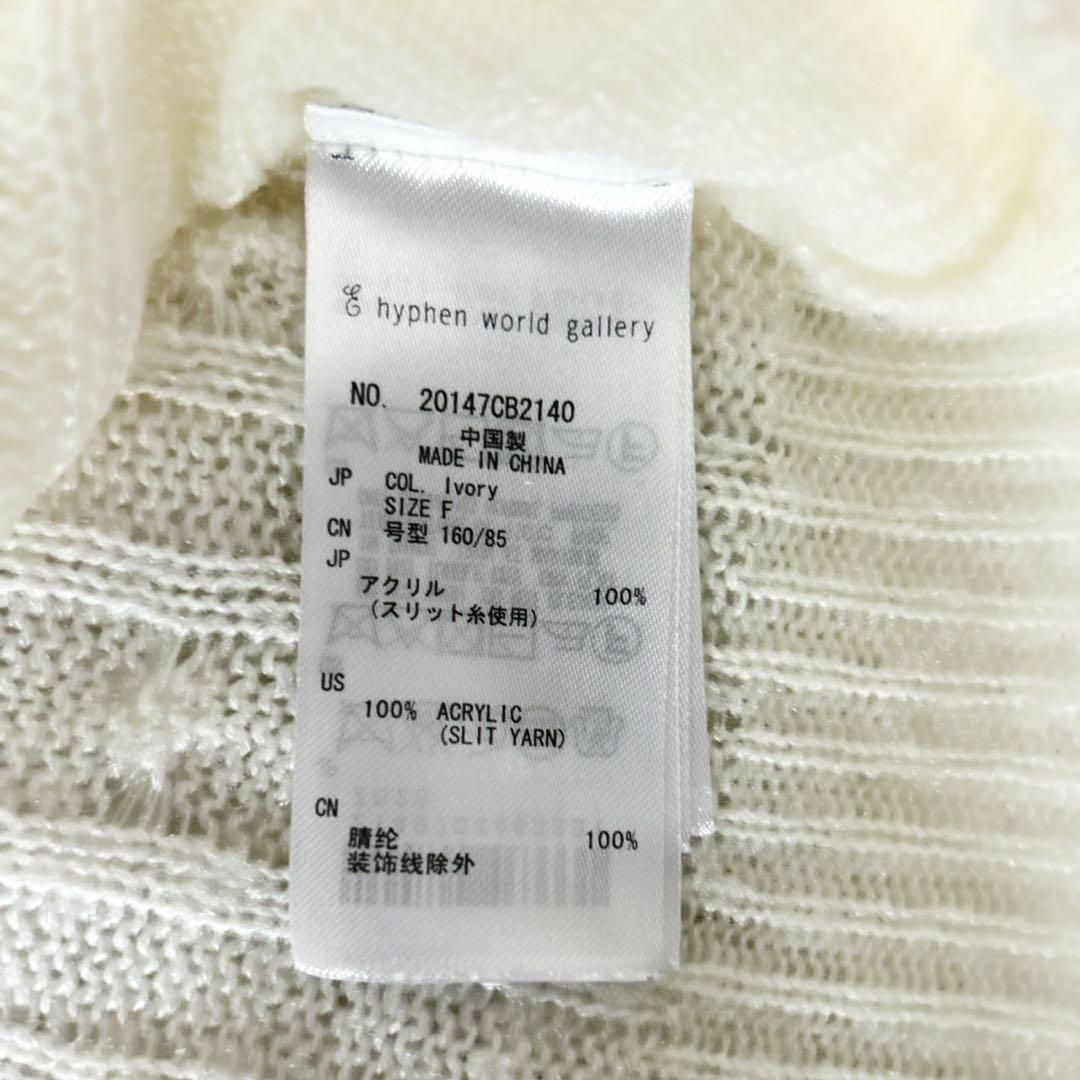 E hyphen world gallery
NO. 20147CB2140
中国製
MADE IN CHINA
JP COL. Ivory
SIZE F
CN 号型 160/85
JP
アクリル 100%
(スリット糸使用)
US
100% ACRYLIC
(SLIT YARN)
CN
腈纶 100%
装饰线除外